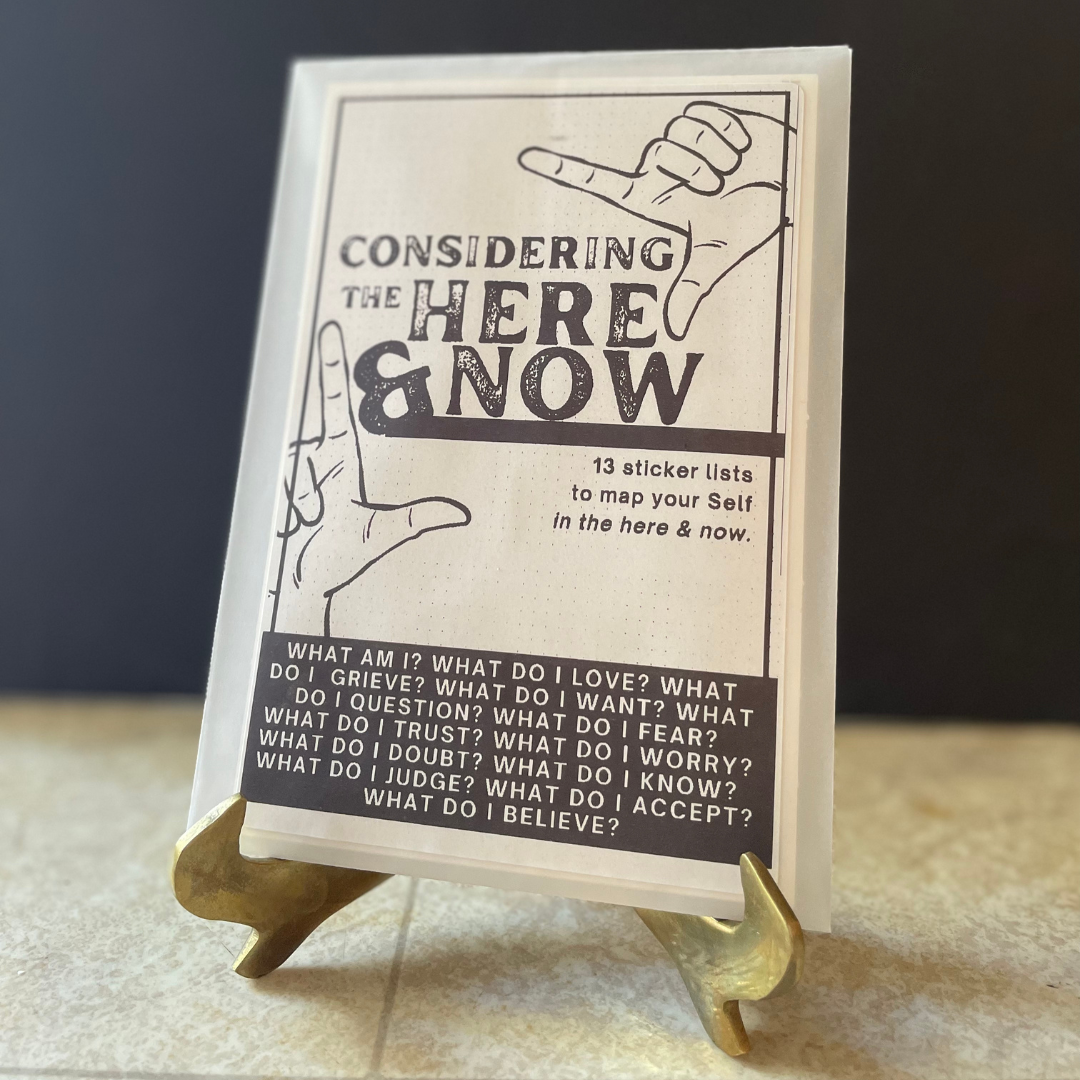 CONSIDERING
THE HERE
& NOW
13 sticker lists
to map your Self
in the here & now.
WHAT AM I? WHAT DO I LOVE? WHAT
DO I GRIEVE? WHAT DO I WANT? WHAT
DO I QUESTION? WHAT DO I FEAR?
WHAT DO I TRUST? WHAT DO I WORRY?
WHAT DO I DOUBT? WHAT DO I KNOW?
WHAT DO I JUDGE? WHAT DO I ACCEPT?
WHAT DO I BELIEVE?